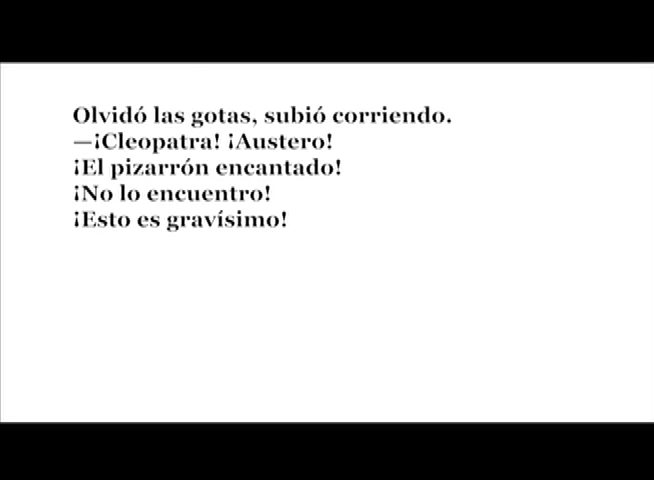 Olvidó las gotas, subió corriendo.
—¡Cleopatra! ¡Austero!
¡El pizarrón encantado!
¡No lo encuentro!
¡Esto es gravísimo!